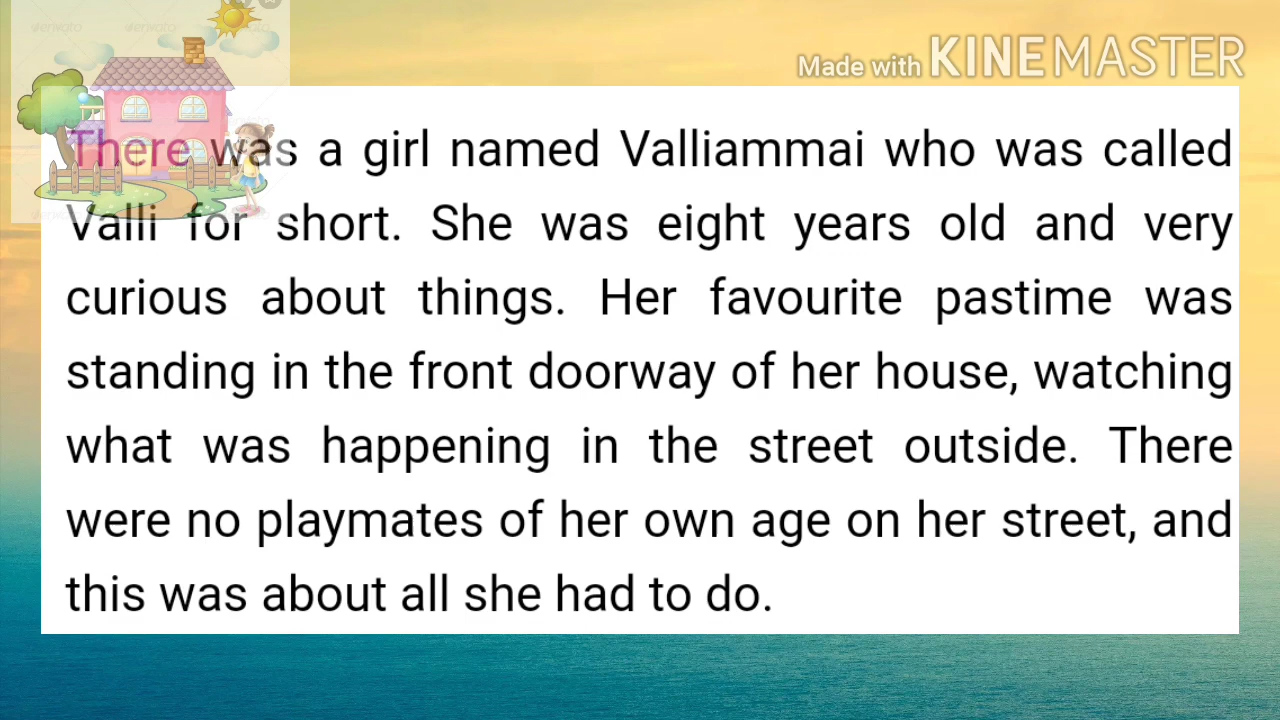 Made with KINEMASTER
There was a girl named Valliammai who was called
Valli for short. She was eight years old and very
curious about things. Her favourite pastime was
standing in the front doorway of her house, watching
what was happening in the street outside. There
were no playmates of her own age on her street, and
this was about all she had to do.